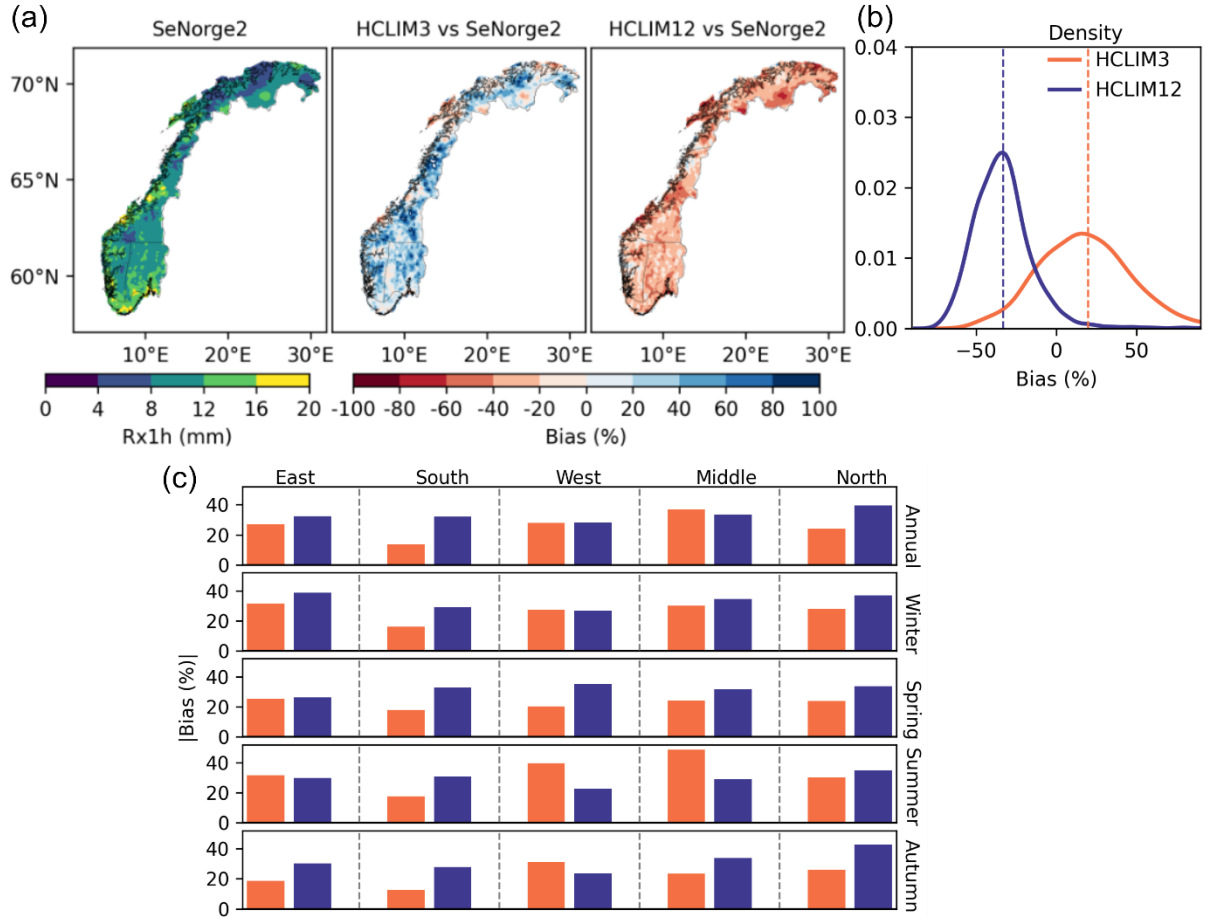 (a)
SeNorge2
HCLIM3 vs SeNorge2
HCLIM12 vs SeNorge2
70°N
65°N
60°N
10°E 20°E 30°E
10°E 20°E 30°E
10°E 20°E 30°E
0 4 8 12 16 20
Rx1h (mm)
-100 -80 -60 -40 -20 0 20 40 60 80 100
Bias (%)
(b)
Density
HCLIM3
HCLIM12
0.04
0.03
0.02
0.01
0.00
−50 0 50
Bias (%)
(c)
East South West Middle North
|Bias (%)|
40
20
0
Annual
40
20
0
Winter
40
20
0
Spring
40
20
0
Summer
40
20
0
Autumn